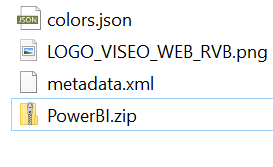 colors.json
LOGO_VISEO_WEB_RVB.png
metadata.xml
PowerBI.zip